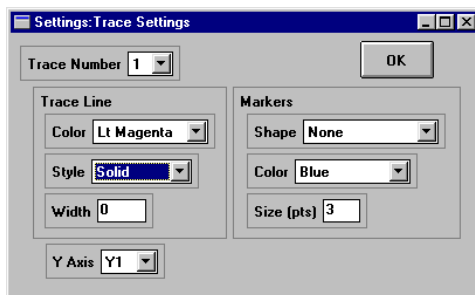 Settings:Trace Settings
Trace Number 1
OK
Trace Line
Color Lt Magenta
Style Solid
Width 0
Markers
Shape None
Color Blue
Size (pts) 3
Y Axis Y1